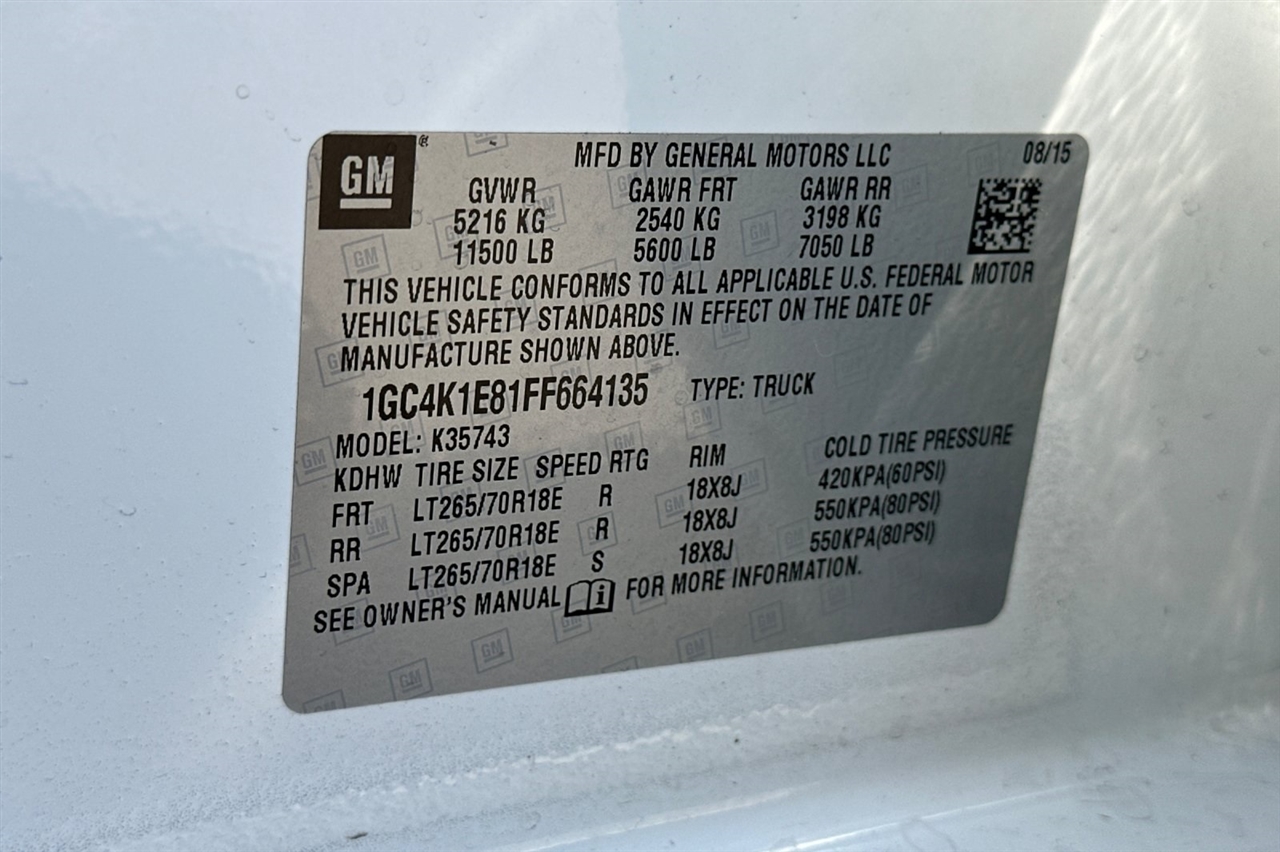 GM
MFD BY GENERAL MOTORS LLC 08/15
GVWR GAWR FRT GAWR RR
5216 KG 2540 KG 3198 KG
11500 LB 5600 LB 7050 LB
THIS VEHICLE CONFORMS TO ALL APPLICABLE U.S. FEDERAL MOTOR
VEHICLE SAFETY STANDARDS IN EFFECT ON THE DATE OF
MANUFACTURE SHOWN ABOVE.
1GC4K1E81FF664135 TYPE: TRUCK
MODEL: K35743
KDHW TIRE SIZE SPEED RTG RIM COLD TIRE PRESSURE
FRT LT265/70R18E R 18X8J 420KPA(60PSI)
RR LT265/70R18E R 18X8J 550KPA(80PSI)
SPA LT265/70R18E S 18X8J 550KPA(80PSI)
SEE OWNER'S MANUAL i FOR MORE INFORMATION.